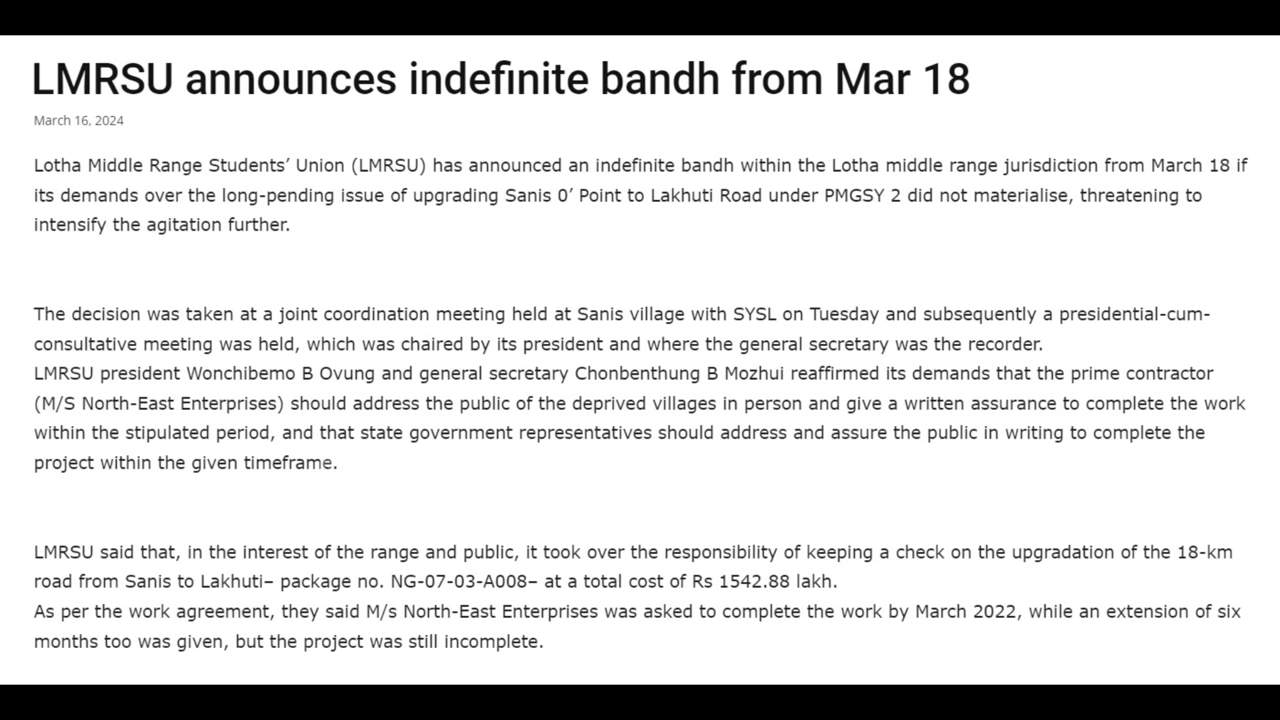 LMRSU announces indefinite bandh from Mar 18
March 16, 2024
Lotha Middle Range Students’ Union (LMRSU) has announced an indefinite bandh within the Lotha middle range jurisdiction from March 18 if
its demands over the long-pending issue of upgrading Sanis 0’ Point to Lakhuti Road under PMGSY 2 did not materialise, threatening to
intensify the agitation further.
The decision was taken at a joint coordination meeting held at Sanis village with SYSL on Tuesday and subsequently a presidential-cum-
consultative meeting was held, which was chaired by its president and where the general secretary was the recorder.
LMRSU president Wonchibemo B Ovung and general secretary Chonbenthung B Mozhui reaffirmed its demands that the prime contractor
(M/S North-East Enterprises) should address the public of the deprived villages in person and give a written assurance to complete the work
within the stipulated period, and that state government representatives should address and assure the public in writing to complete the
project within the given timeframe.
LMRSU said that, in the interest of the range and public, it took over the responsibility of keeping a check on the upgradation of the 18-km
road from Sanis to Lakhuti– package no. NG-07-03-A008– at a total cost of Rs 1542.88 lakh.
As per the work agreement, they said M/s North-East Enterprises was asked to complete the work by March 2022, while an extension of six
months too was given, but the project was still incomplete.